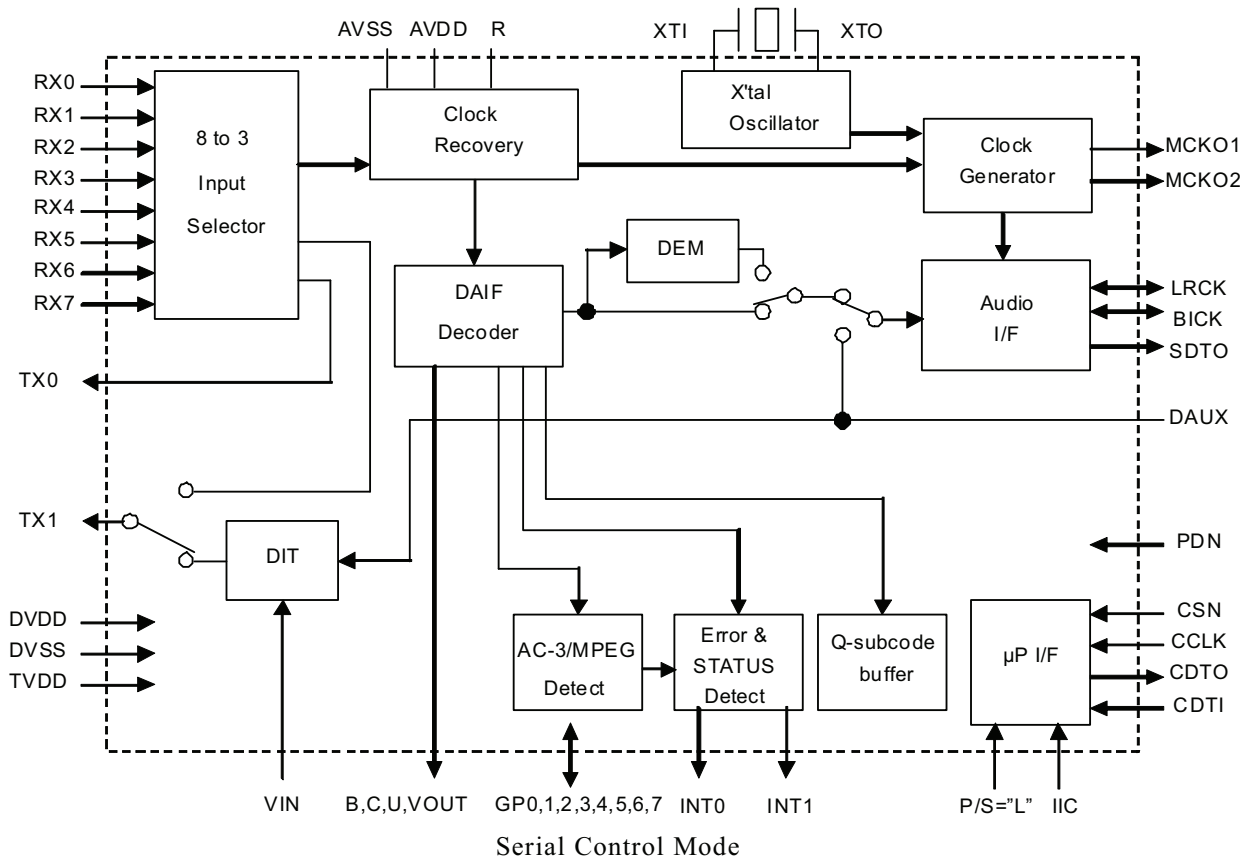 AVSS AVDD R
XTI XTO
RX0
RX1
RX2
RX3
RX4
RX5
RX6
RX7
8 to 3
Input
Selector
Clock
Recovery
X'tal
Oscillator
Clock
Generator
MCKO1
MCKO2
DEM
DAIF
Decoder
Audio
I/F
LRCK
BICK
SDTO
TX0
DAUX
TX1
DIT
PDN
DVDD
DVSS
TVDD
AC-3/MPEG
Detect
Error &
STATUS
Detect
Q-subcode
buffer
µP I/F
CSN
CCLK
CDTO
CDTI
VIN
B,C,U,VOUT
GP0,1,2,3,4,5,6,7
INT0
INT1
P/S="L"
IIC
Serial Control Mode